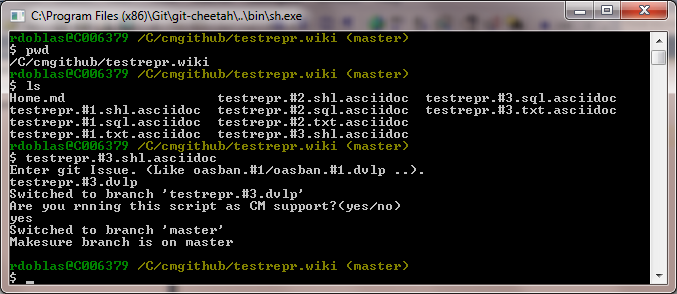 C:\Program Files (x86)\Git\git-cheetah\..\bin\sh.exe
rdoblas@C006379 /C/cmgithub/testrepr.wiki (master)
$ pwd
/C/cmgithub/testrepr.wiki
rdoblas@C006379 /C/cmgithub/testrepr.wiki (master)
$ ls
Home.md testrepr.#2.shl.asciidoc testrepr.#3.sql.asciidoc
testrepr.#1.shl.asciidoc testrepr.#2.sql.asciidoc testrepr.#3.txt.asciidoc
testrepr.#1.sql.asciidoc testrepr.#2.txt.asciidoc
testrepr.#1.txt.asciidoc testrepr.#3.shl.asciidoc
rdoblas@C006379 /C/cmgithub/testrepr.wiki (master)
$ testrepr.#3.shl.asciidoc
Enter git Issue. (Like oasban.#1/oasban.#1.dvlp ..).
testrepr.#3.dvlp
Switched to branch 'testrepr.#3.dvlp'
Are you rnning this script as CM support?(yes/no)
yes
Switched to branch 'master'
Makesure branch is on master
rdoblas@C006379 /C/cmgithub/testrepr.wiki (master)
$ _